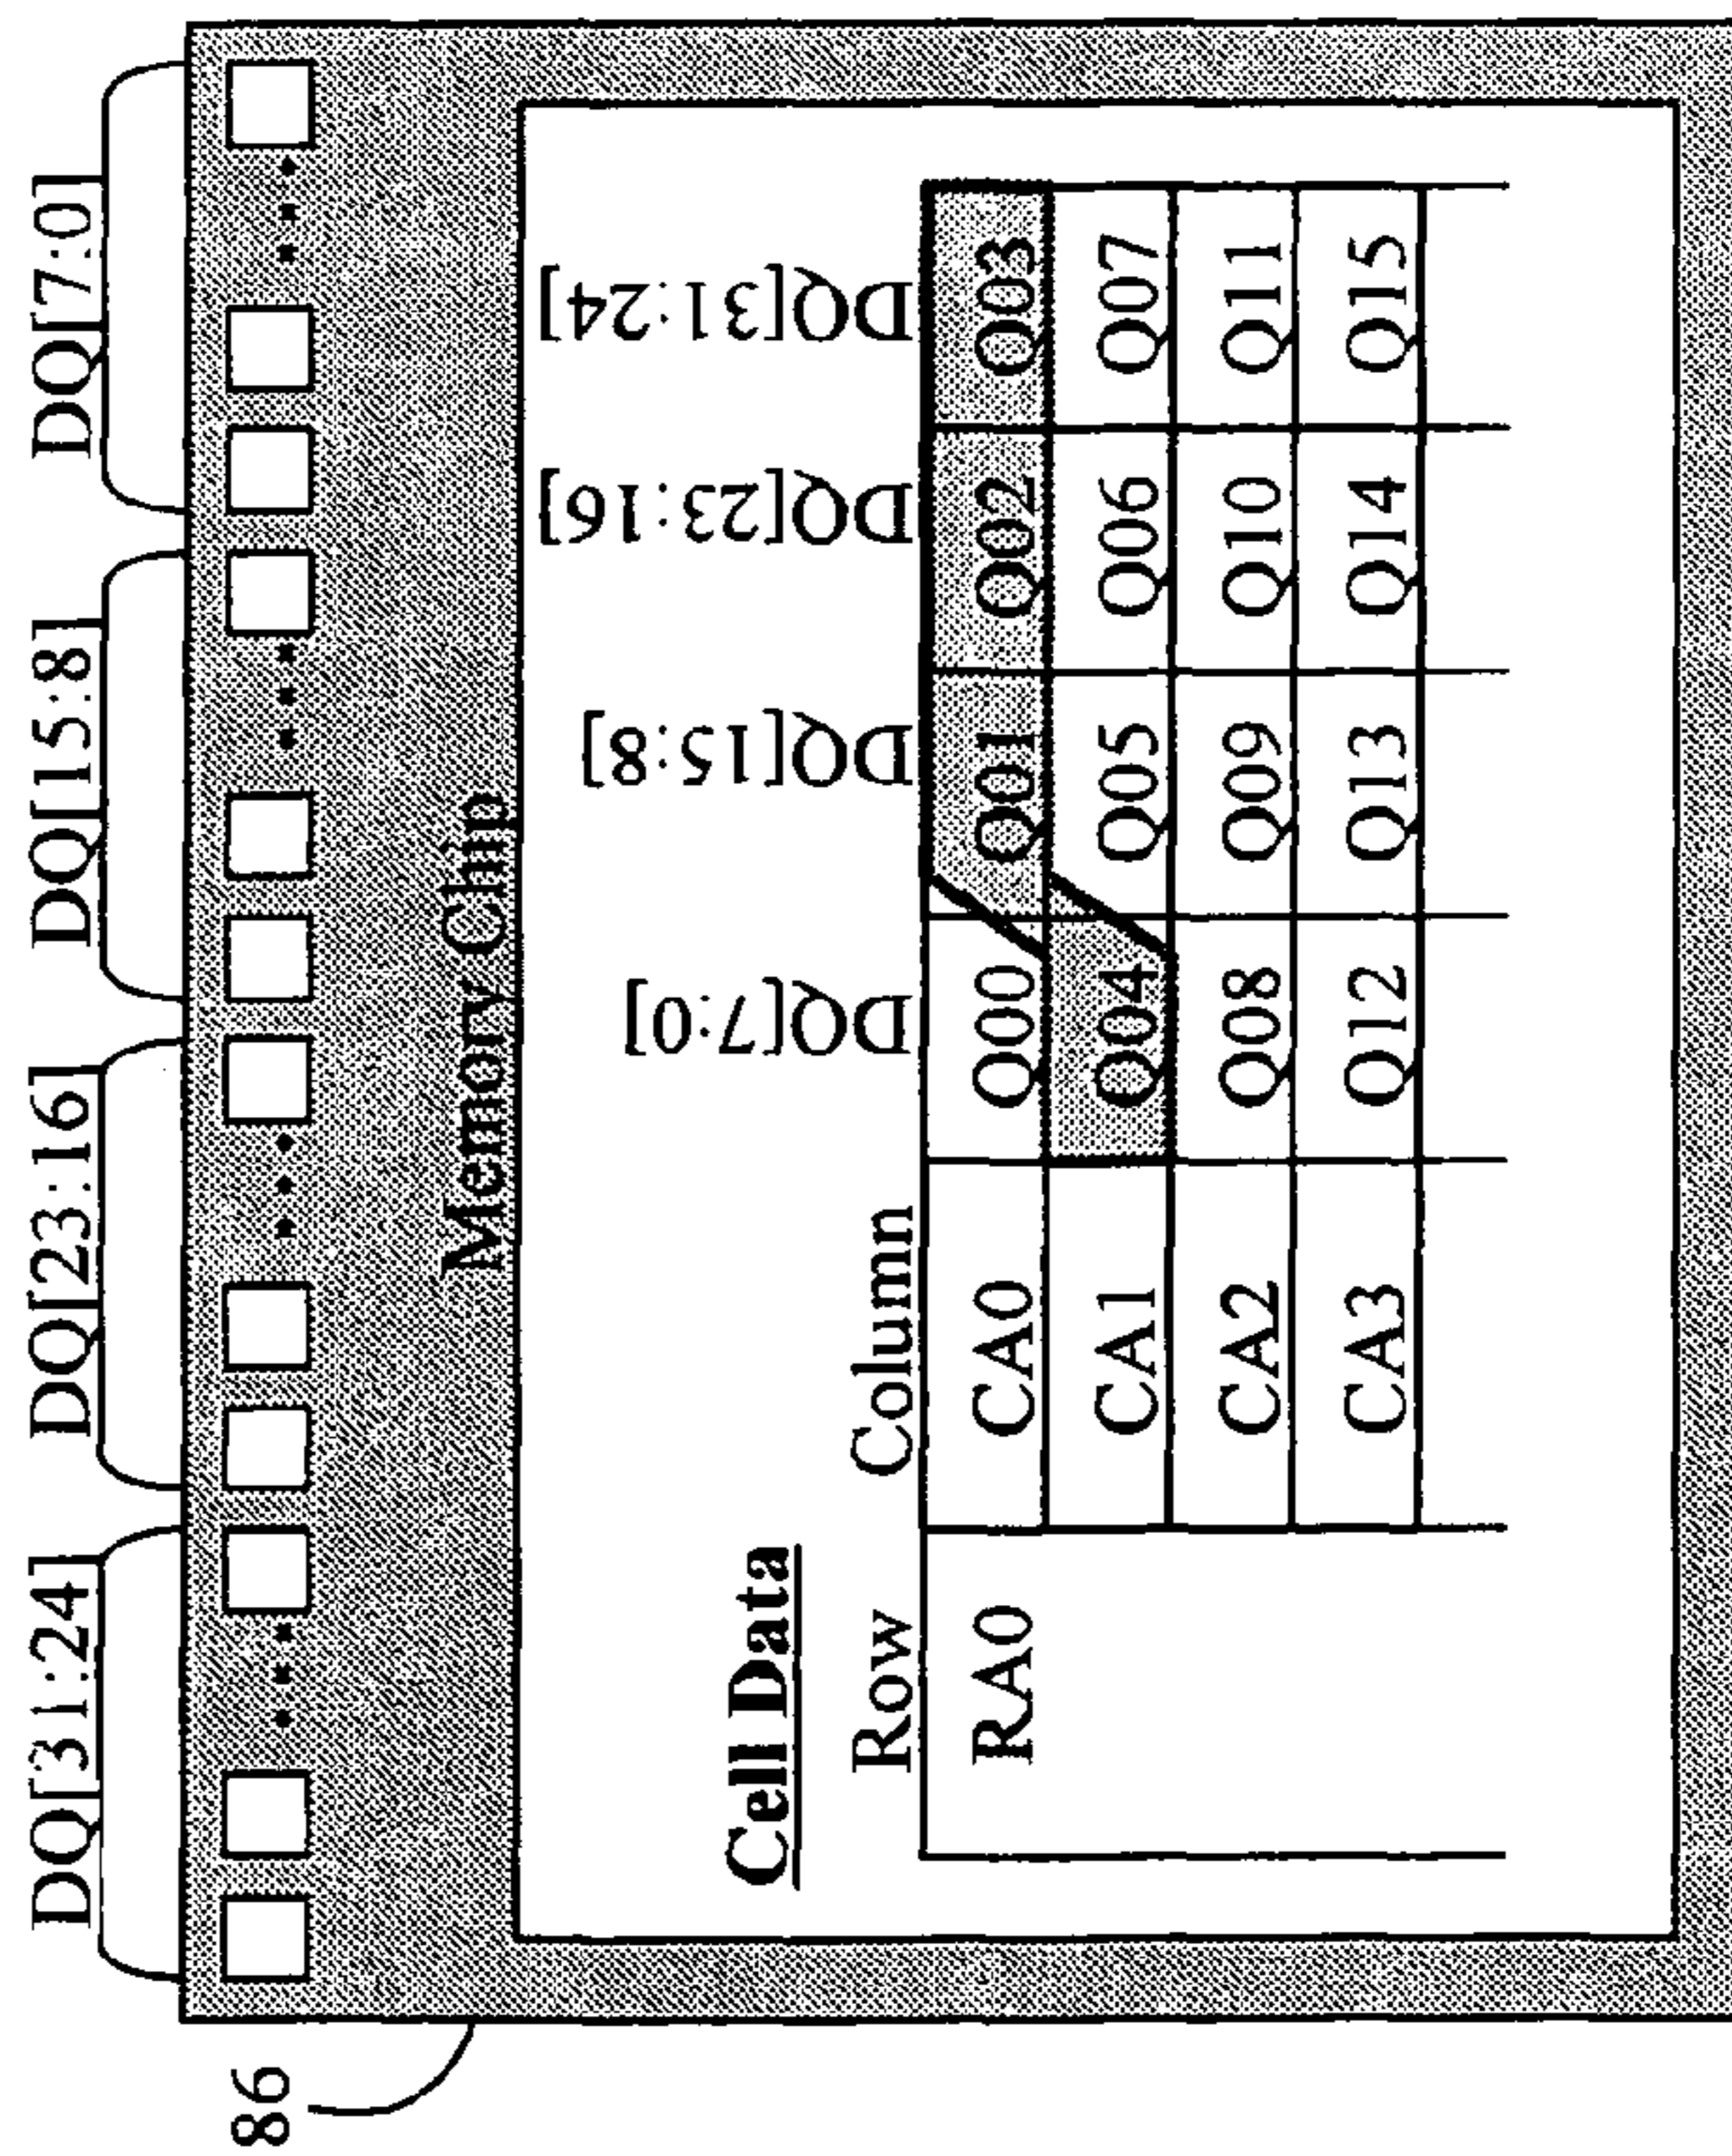 DQ[31:24] DQ[23:16] DQ[15:8] DQ[7:0]
86
Memory Chip
Cell Data
Row Column DQ[7:0] DQ[15:8] DQ[23:16] DQ[31:24]
RA0 CA0 Q00 Q01 Q02 Q03
CA1 Q04 Q05 Q06 Q07
CA2 Q08 Q09 Q10 Q11
CA3 Q12 Q13 Q14 Q15